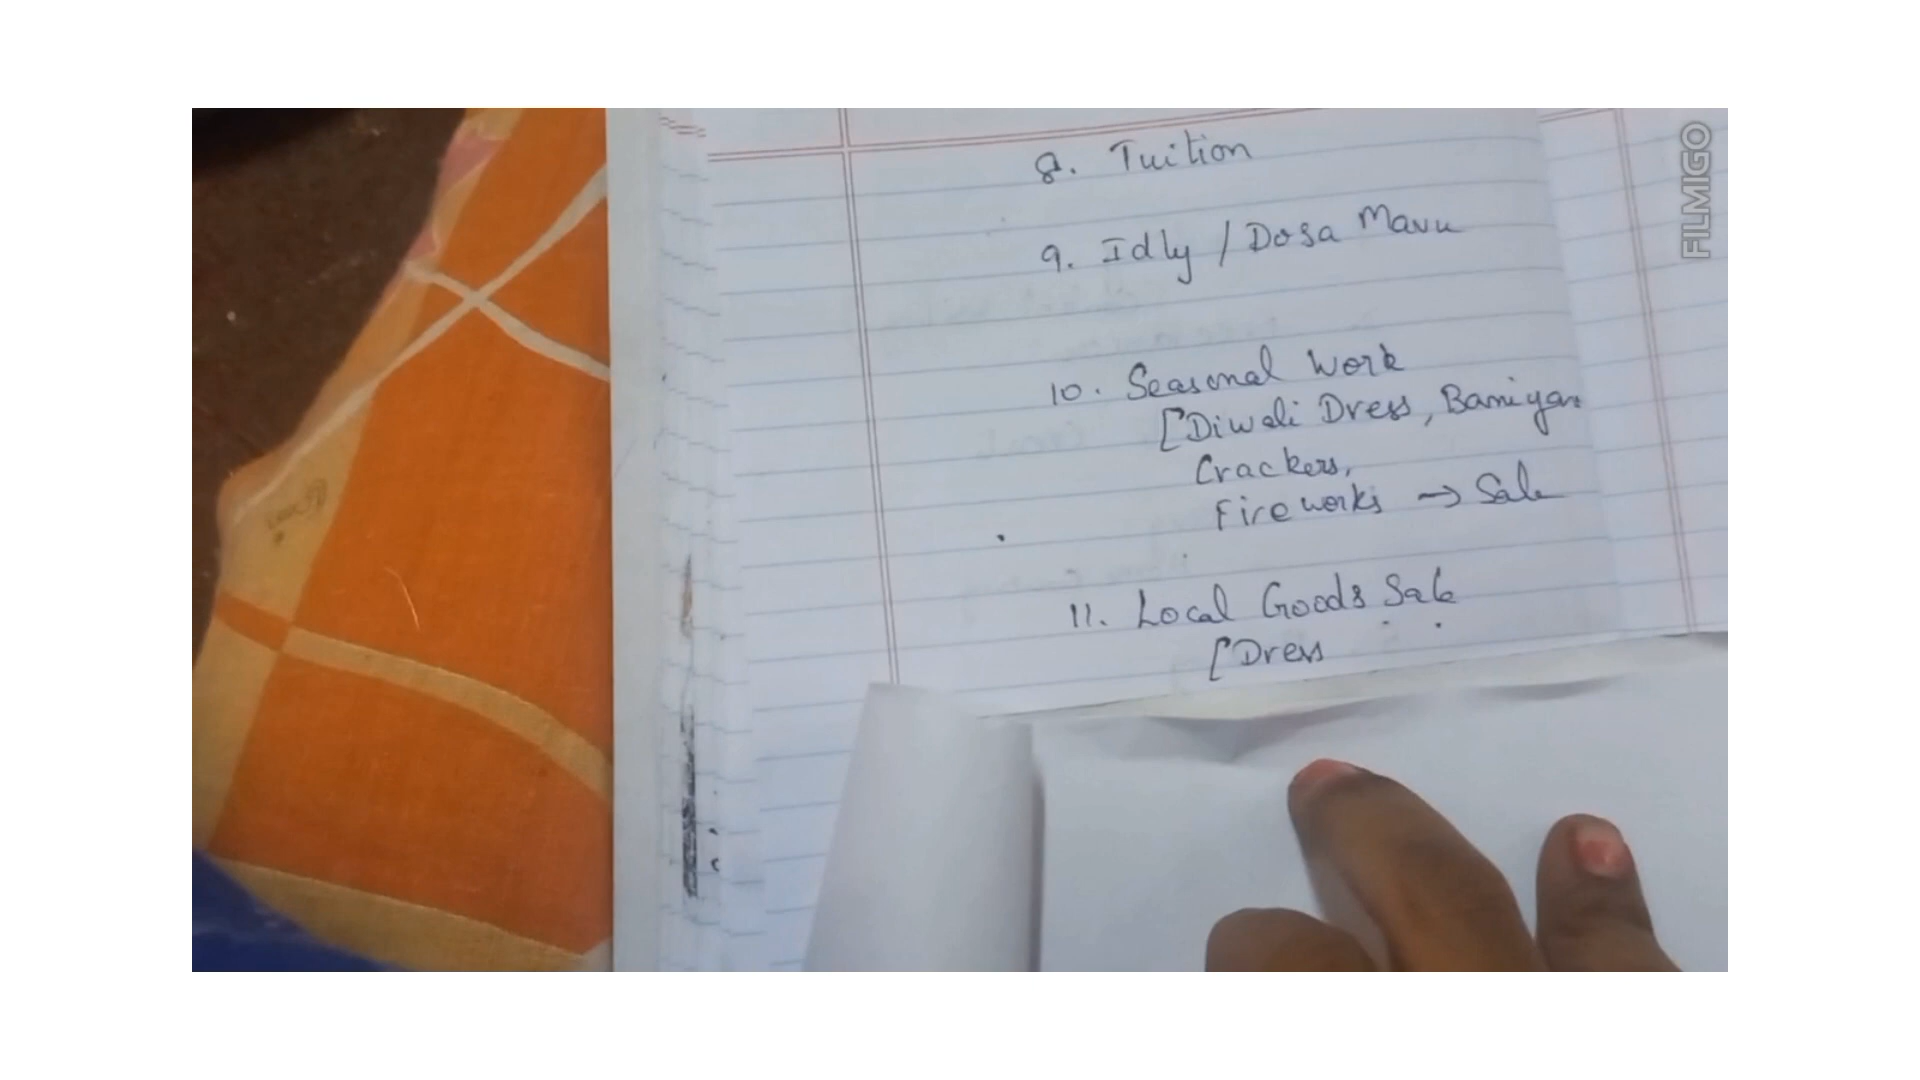 8. Tuition
9. Idly / Dosa Mavu
10. Seasonal Work
[Diwali Dress, Baniyan
Crackers,
Fireworks → Sale
11. Local Goods Sale
[Dress
FILMIGO